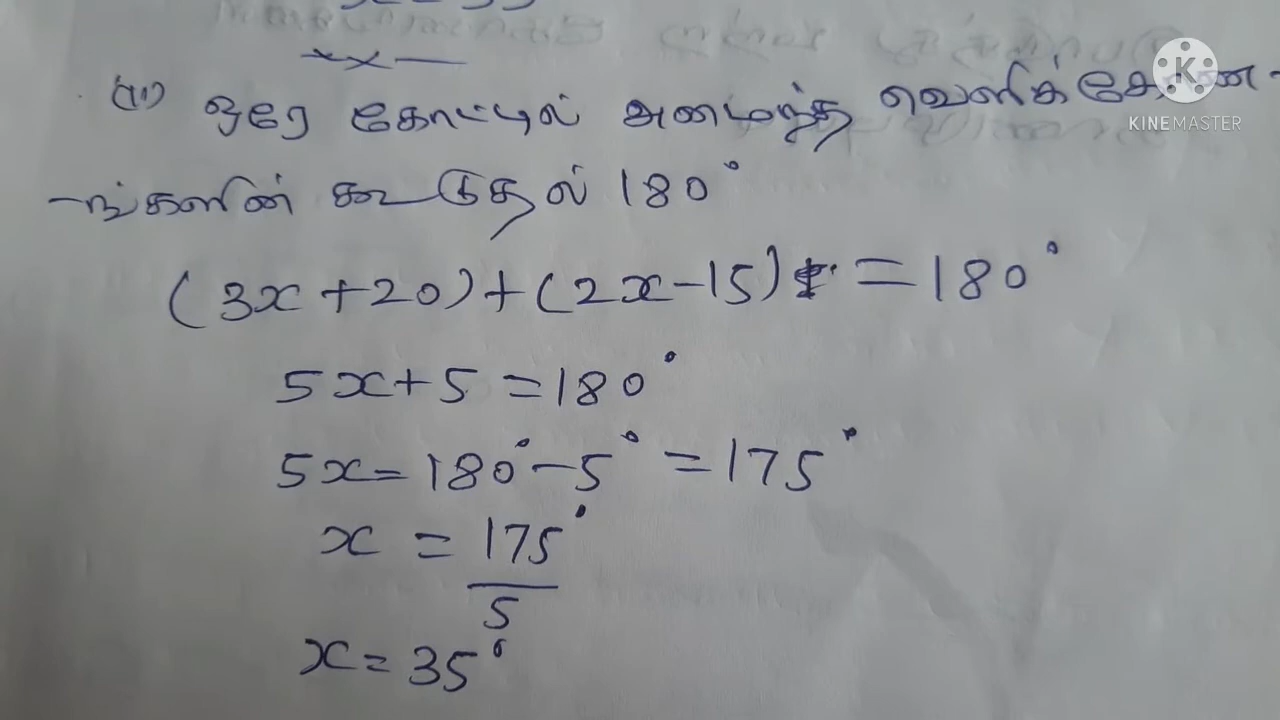 (ii) ஒரே கோட்டில் அமைந்த வெளிக்கோண-
-ங்களின் கூடுதல் 180°
(3x+20)+(2x-15) = 180°
5x+5 = 180°
5x = 180° - 5° = 175°
x = 175°
5
x = 35°
K
KINEMASTER